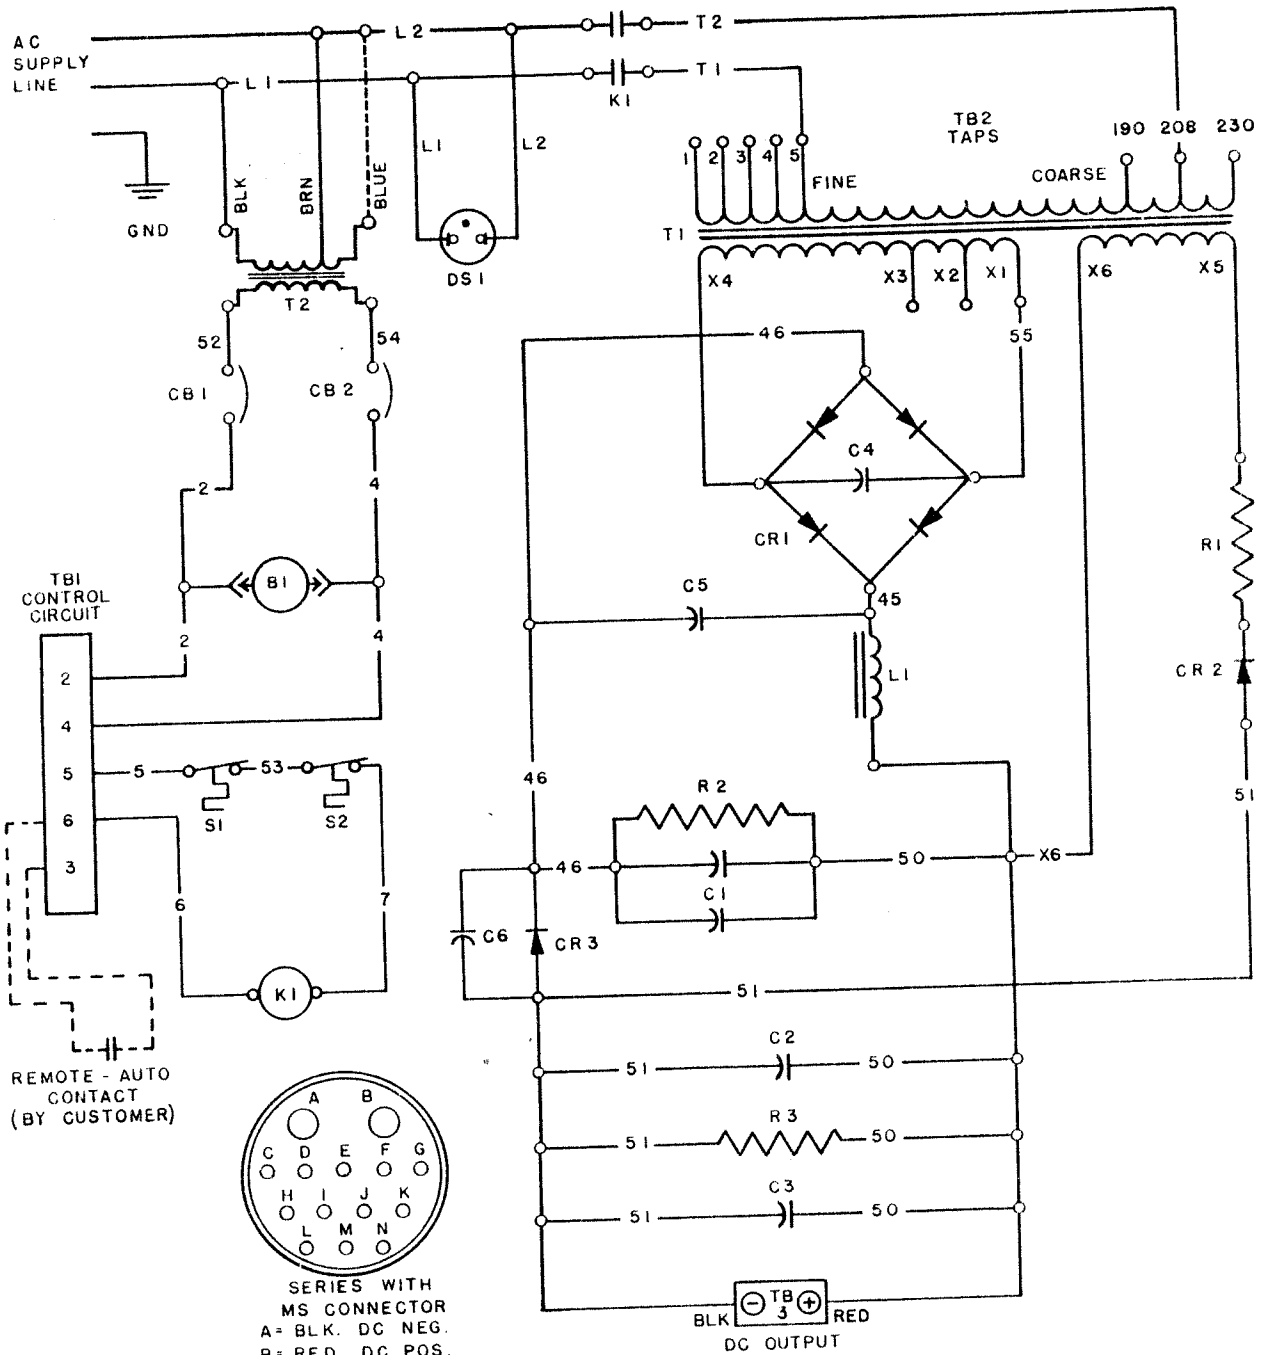 AC
SUPPLY
LINE
L2
T2
L1
T1
K1
L1
L2
BLK
BRN
BLUE
GND
DS1
T2
TB2
TAPS
190 208 230
1 2 3 4 5
FINE
COARSE
T1
X4
X3
X2
X1
X6
X5
52
54
CB1
CB2
46
55
C4
CR1
2
4
B1
C5
45
R1
TB1
CONTROL
CIRCUIT
2
4
L1
CR2
2
4
5
6
3
5
53
S1
S2
46
R2
51
46
50
X6
C1
6
7
C6
CR3
K1
51
REMOTE - AUTO
CONTACT
(BY CUSTOMER)
51
C2
50
A B
C D E F G
H I J K
L M N
51
R3
50
51
C3
50
SERIES WITH
MS CONNECTOR
A= BLK. DC NEG.
B= RED. DC POS.
BLK
TB
3
RED
DC OUTPUT